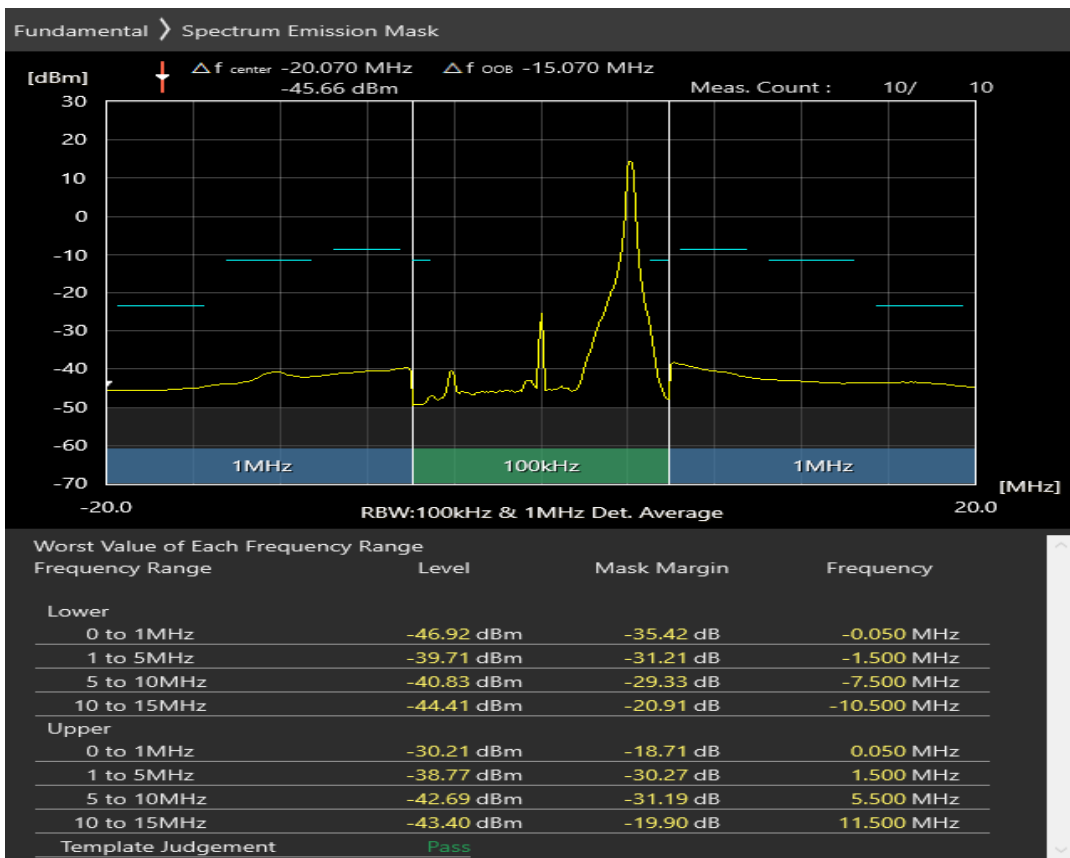 Fundamental ❯ Spectrum Emission Mask
[dBm] △f center -20.070 MHz △f OOB -15.070 MHz
-45.66 dBm Meas. Count : 10/ 10
30
20
10
0
-10
-20
-30
-40
-50
-60
1MHz 100kHz 1MHz
-70
[MHz]
-20.0 RBW:100kHz & 1MHz Det. Average 20.0
Worst Value of Each Frequency Range
Frequency Range Level Mask Margin Frequency
Lower
0 to 1MHz -46.92 dBm -35.42 dB -0.050 MHz
1 to 5MHz -39.71 dBm -31.21 dB -1.500 MHz
5 to 10MHz -40.83 dBm -29.33 dB -7.500 MHz
10 to 15MHz -44.41 dBm -20.91 dB -10.500 MHz
Upper
0 to 1MHz -30.21 dBm -18.71 dB 0.050 MHz
1 to 5MHz -38.77 dBm -30.27 dB 1.500 MHz
5 to 10MHz -42.69 dBm -31.19 dB 5.500 MHz
10 to 15MHz -43.40 dBm -19.90 dB 11.500 MHz
Template Judgement Pass